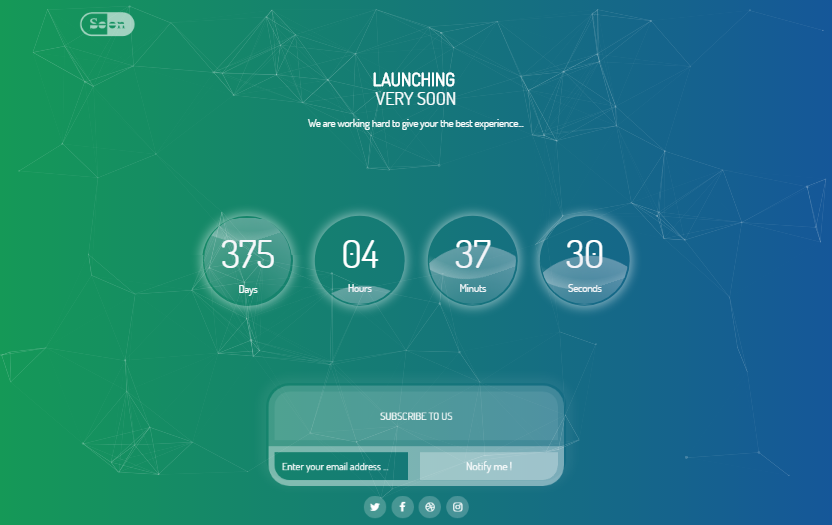 Soon
LAUNCHING
VERY SOON
We are working hard to give your the best experience...
375
Days
04
Hours
37
Minuts
30
Seconds
SUBSCRIBE TO US
Enter your email address ...
Notify me !